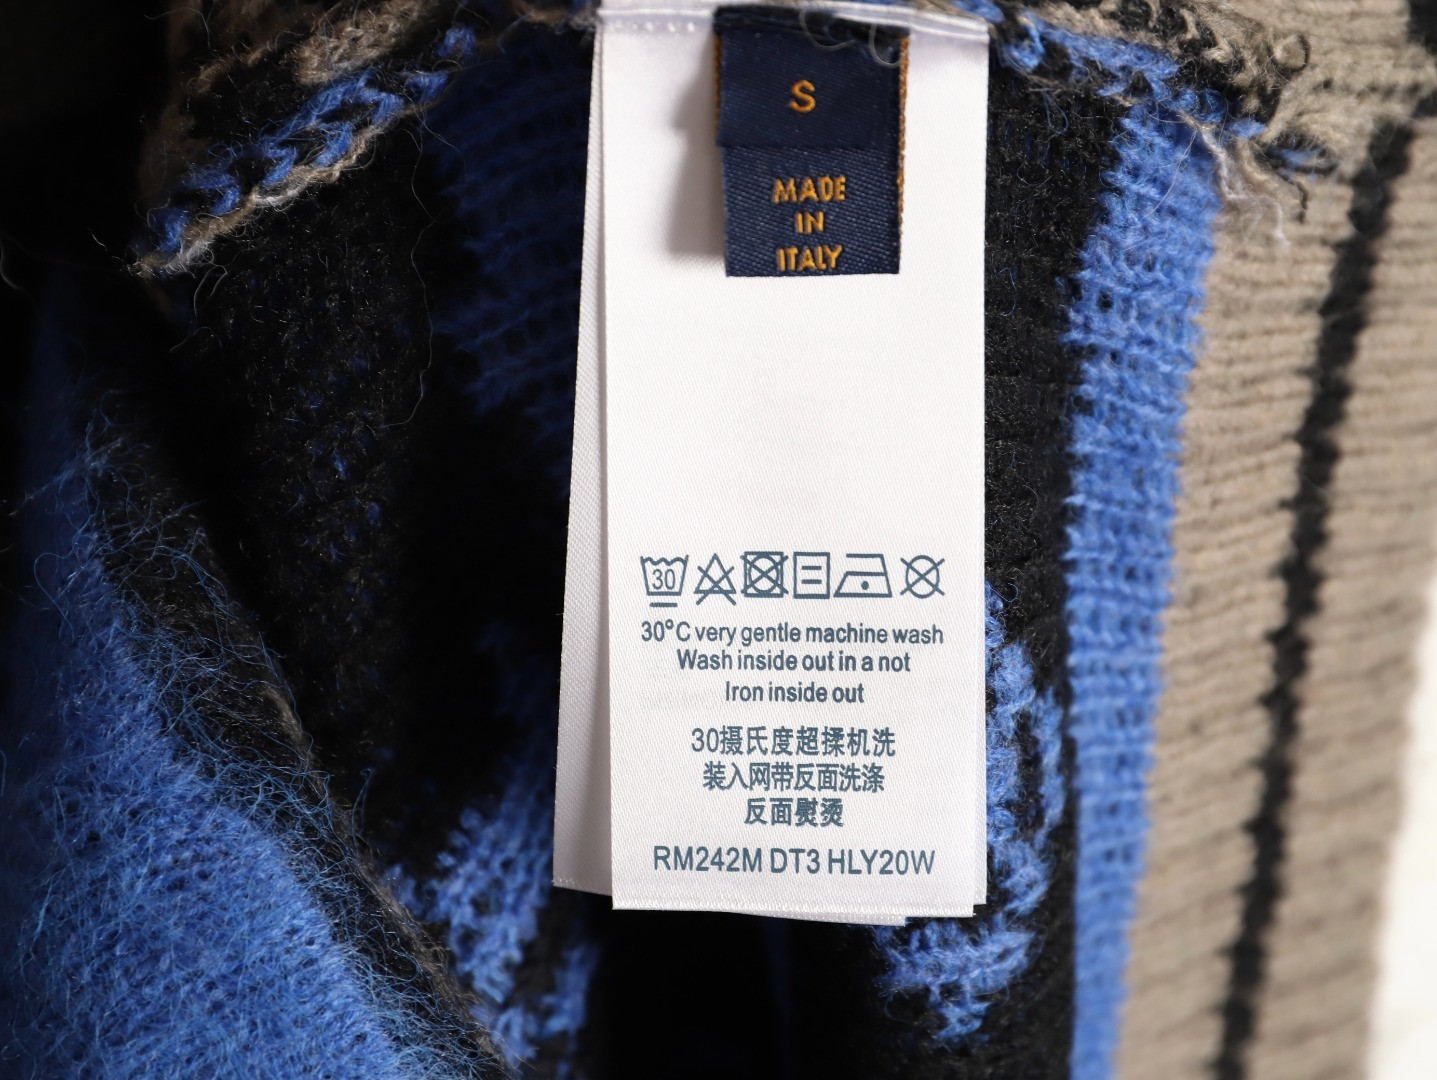 S
MADE
IN
ITALY
30
30°C very gentle machine wash
Wash inside out in a not
Iron inside out
30摄氏度超揉机洗
装入网带反面洗涤
反面熨烫
RM242M DT3 HLY20W